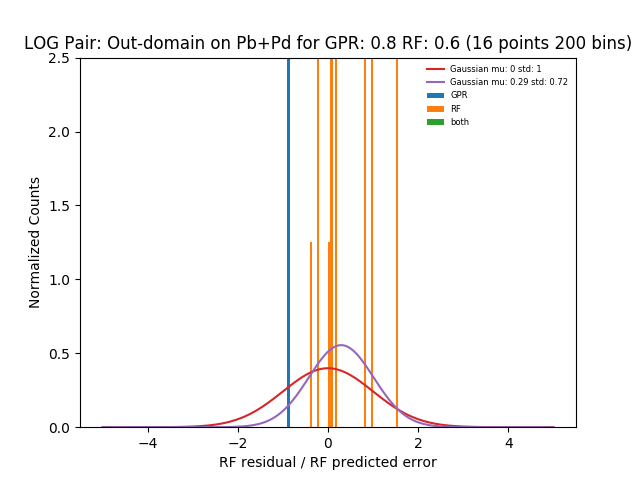 LOG Pair: Out-domain on Pb+Pd for GPR: 0.8 RF: 0.6 (16 points 200 bins)
2.5
2.0
1.5
1.0
0.5
0.0
Normalized Counts
Gaussian mu: 0 std: 1
Gaussian mu: 0.29 std: 0.72
GPR
RF
both
−4 −2 0 2 4
RF residual / RF predicted error